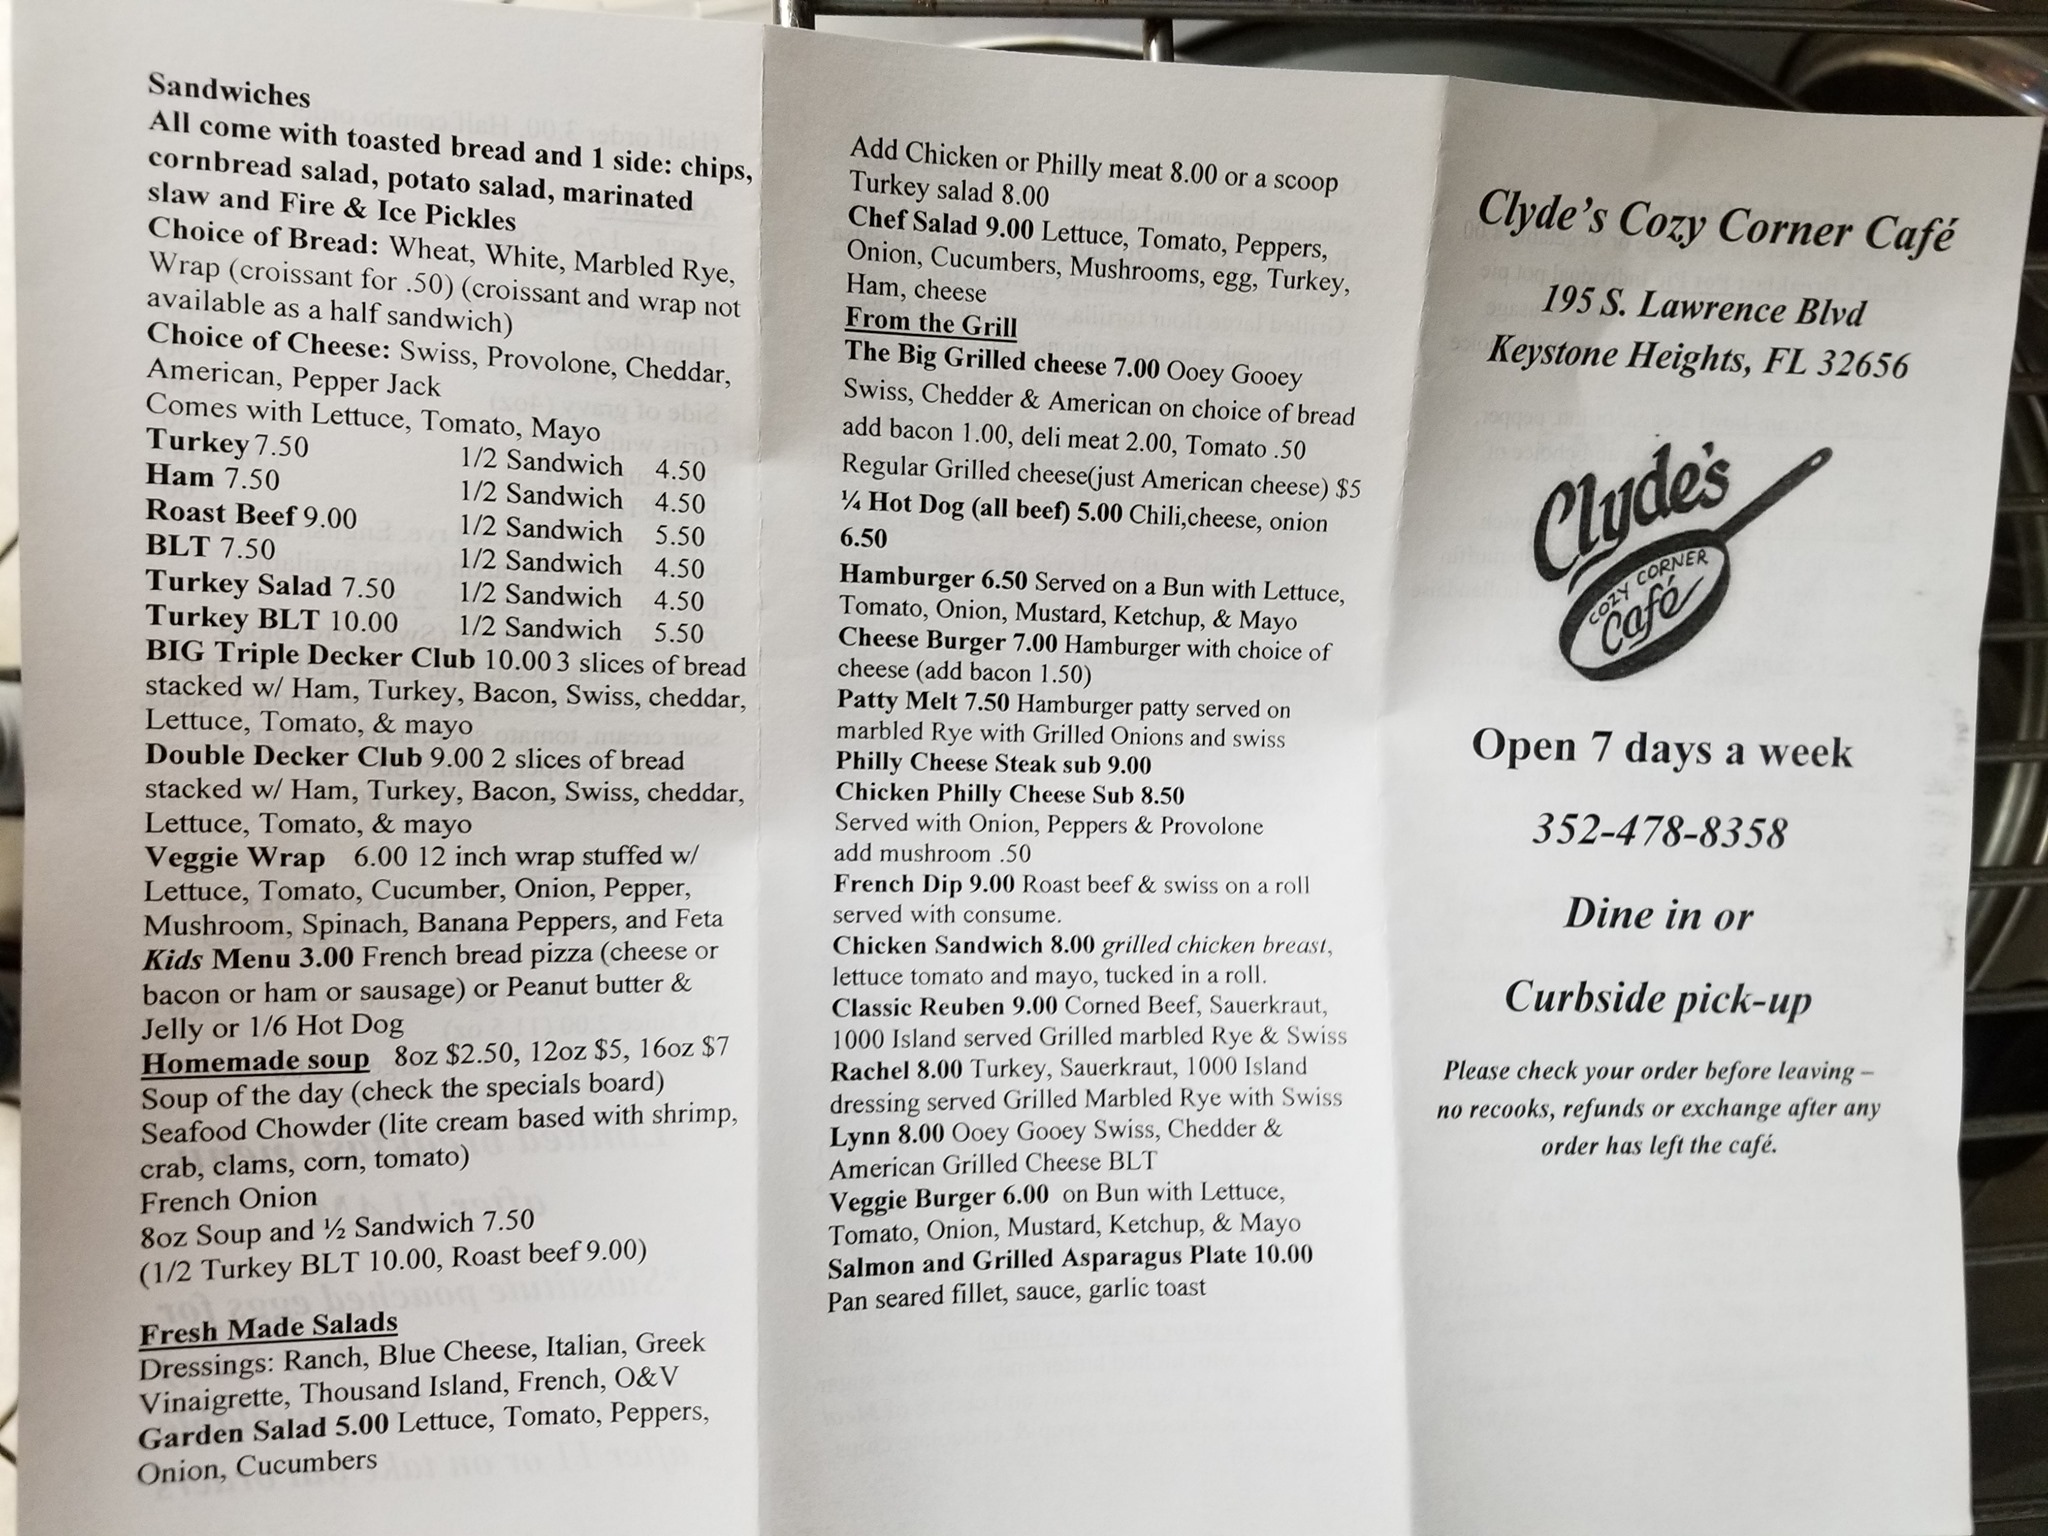 Sandwiches
All come with toasted bread and 1 side: chips,
cornbread salad, potato salad, marinated
slaw and Fire & Ice Pickles
Choice of Bread: Wheat, White, Marbled Rye,
Wrap (croissant for .50) (croissant and wrap not
available as a half sandwich)
Choice of Cheese: Swiss, Provolone, Cheddar,
American, Pepper Jack
Comes with Lettuce, Tomato, Mayo
Turkey 7.50 1/2 Sandwich 4.50
Ham 7.50 1/2 Sandwich 4.50
Roast Beef 9.00 1/2 Sandwich 5.50
BLT 7.50 1/2 Sandwich 4.50
Turkey Salad 7.50 1/2 Sandwich 4.50
Turkey BLT 10.00 1/2 Sandwich 5.50
BIG Triple Decker Club 10.00 3 slices of bread
stacked w/ Ham, Turkey, Bacon, Swiss, cheddar,
Lettuce, Tomato, & mayo
Double Decker Club 9.00 2 slices of bread
stacked w/ Ham, Turkey, Bacon, Swiss, cheddar,
Lettuce, Tomato, & mayo
Veggie Wrap 6.00 12 inch wrap stuffed w/
Lettuce, Tomato, Cucumber, Onion, Pepper,
Mushroom, Spinach, Banana Peppers, and Feta
Kids Menu 3.00 French bread pizza (cheese or
bacon or ham or sausage) or Peanut butter &
Jelly or 1/6 Hot Dog
Homemade soup 8oz $2.50, 12oz $5, 16oz $7
Soup of the day (check the specials board)
Seafood Chowder (lite cream based with shrimp,
crab, clams, corn, tomato)
French Onion
8oz Soup and ½ Sandwich 7.50
(1/2 Turkey BLT 10.00, Roast beef 9.00)
Fresh Made Salads
Dressings: Ranch, Blue Cheese, Italian, Greek
Vinaigrette, Thousand Island, French, O&V
Garden Salad 5.00 Lettuce, Tomato, Peppers,
Onion, Cucumbers
Add Chicken or Philly meat 8.00 or a scoop
Turkey salad 8.00
Chef Salad 9.00 Lettuce, Tomato, Peppers,
Onion, Cucumbers, Mushrooms, egg, Turkey,
Ham, cheese
From the Grill
The Big Grilled cheese 7.00 Ooey Gooey
Swiss, Chedder & American on choice of bread
add bacon 1.00, deli meat 2.00, Tomato .50
Regular Grilled cheese(just American cheese) $5
¼ Hot Dog (all beef) 5.00 Chili,cheese, onion
6.50
Hamburger 6.50 Served on a Bun with Lettuce,
Tomato, Onion, Mustard, Ketchup, & Mayo
Cheese Burger 7.00 Hamburger with choice of
cheese (add bacon 1.50)
Patty Melt 7.50 Hamburger patty served on
marbled Rye with Grilled Onions and swiss
Philly Cheese Steak sub 9.00
Chicken Philly Cheese Sub 8.50
Served with Onion, Peppers & Provolone
add mushroom .50
French Dip 9.00 Roast beef & swiss on a roll
served with consume.
Chicken Sandwich 8.00 grilled chicken breast,
lettuce tomato and mayo, tucked in a roll.
Classic Reuben 9.00 Corned Beef, Sauerkraut,
1000 Island served Grilled marbled Rye & Swiss
Rachel 8.00 Turkey, Sauerkraut, 1000 Island
dressing served Grilled Marbled Rye with Swiss
Lynn 8.00 Ooey Gooey Swiss, Chedder &
American Grilled Cheese BLT
Veggie Burger 6.00 on Bun with Lettuce,
Tomato, Onion, Mustard, Ketchup, & Mayo
Salmon and Grilled Asparagus Plate 10.00
Pan seared fillet, sauce, garlic toast
Clyde's Cozy Corner Café
195 S. Lawrence Blvd
Keystone Heights, FL 32656
Clyde's
COZY CORNER
Café
Open 7 days a week
352-478-8358
Dine in or
Curbside pick-up
Please check your order before leaving –
no recooks, refunds or exchange after any
order has left the café.